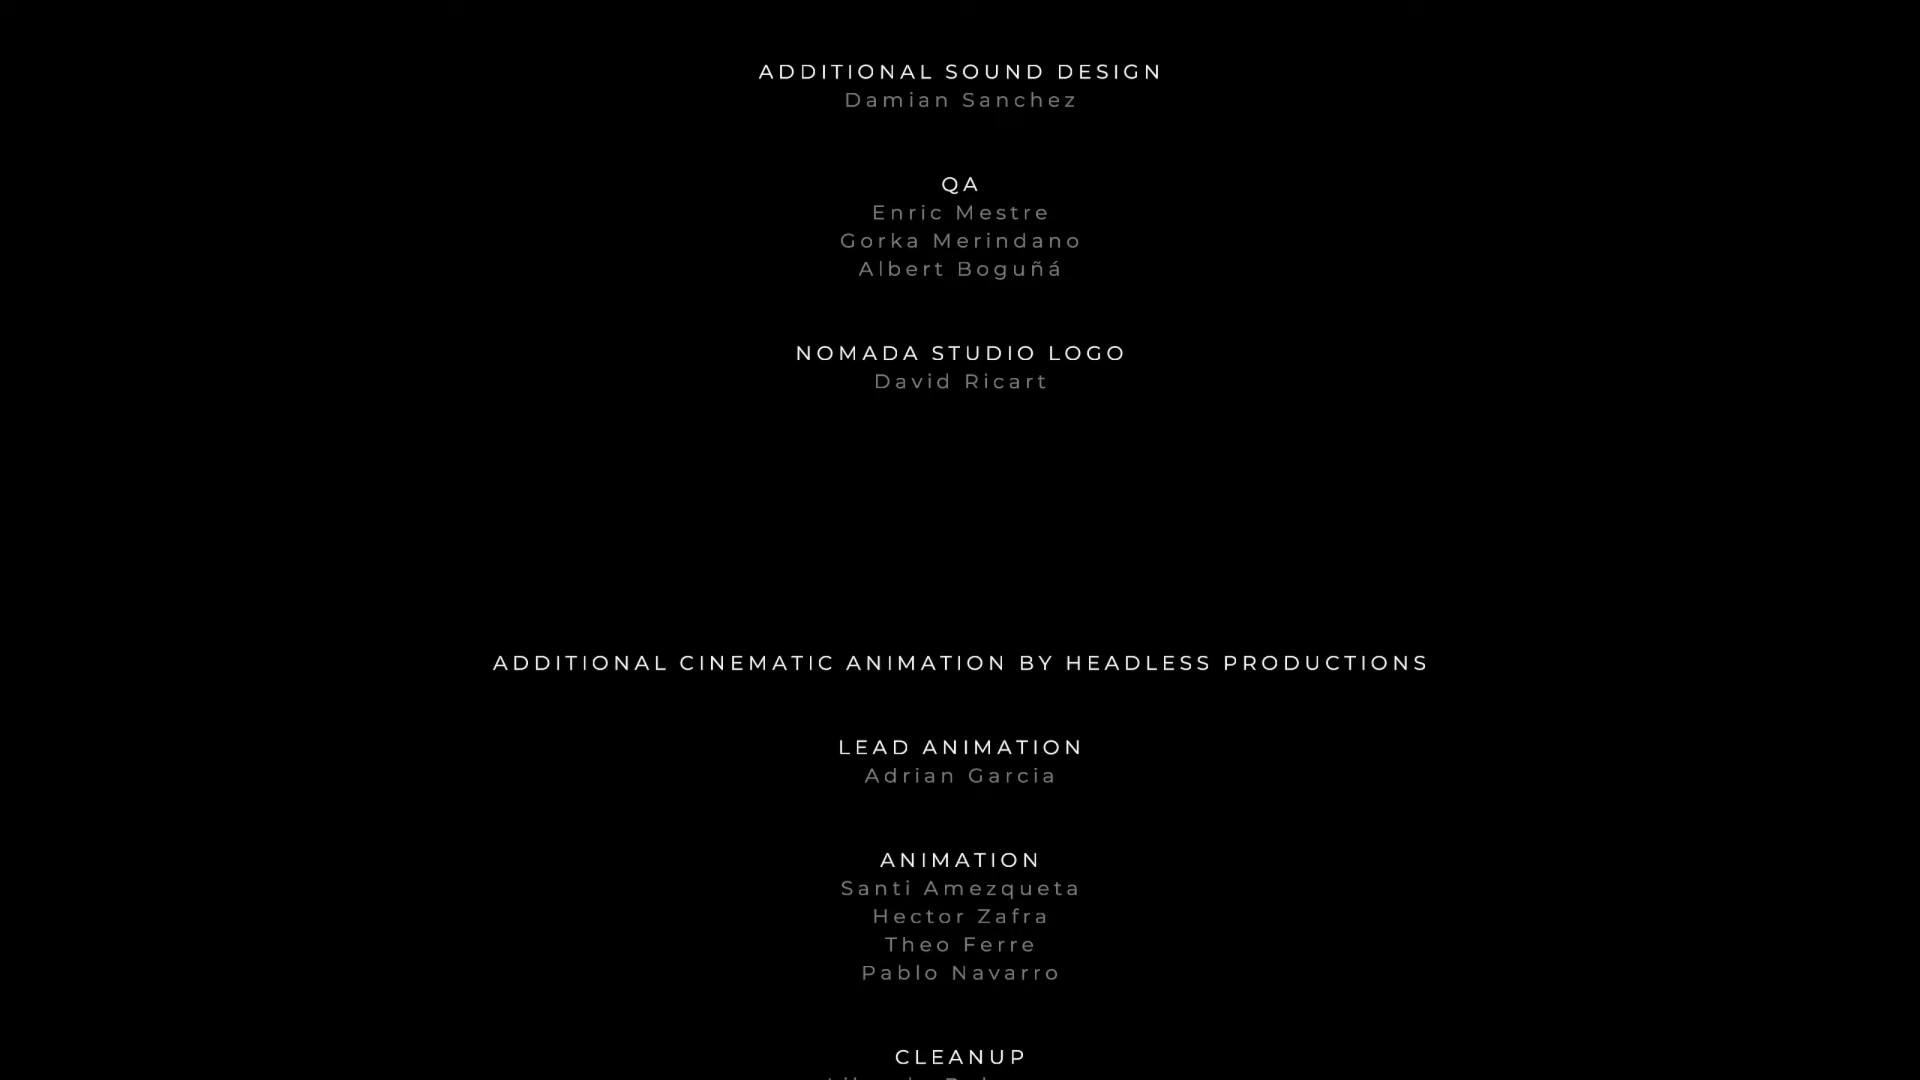 ADDITIONAL SOUND DESIGN
Damian Sanchez
QA
Enric Mestre
Gorka Merindano
Albert Boguñá
NOMADA STUDIO LOGO
David Ricart
ADDITIONAL CINEMATIC ANIMATION BY HEADLESS PRODUCTIONS
LEAD ANIMATION
Adrian Garcia
ANIMATION
Santi Amezqueta
Hector Zafra
Theo Ferre
Pablo Navarro
CLEANUP